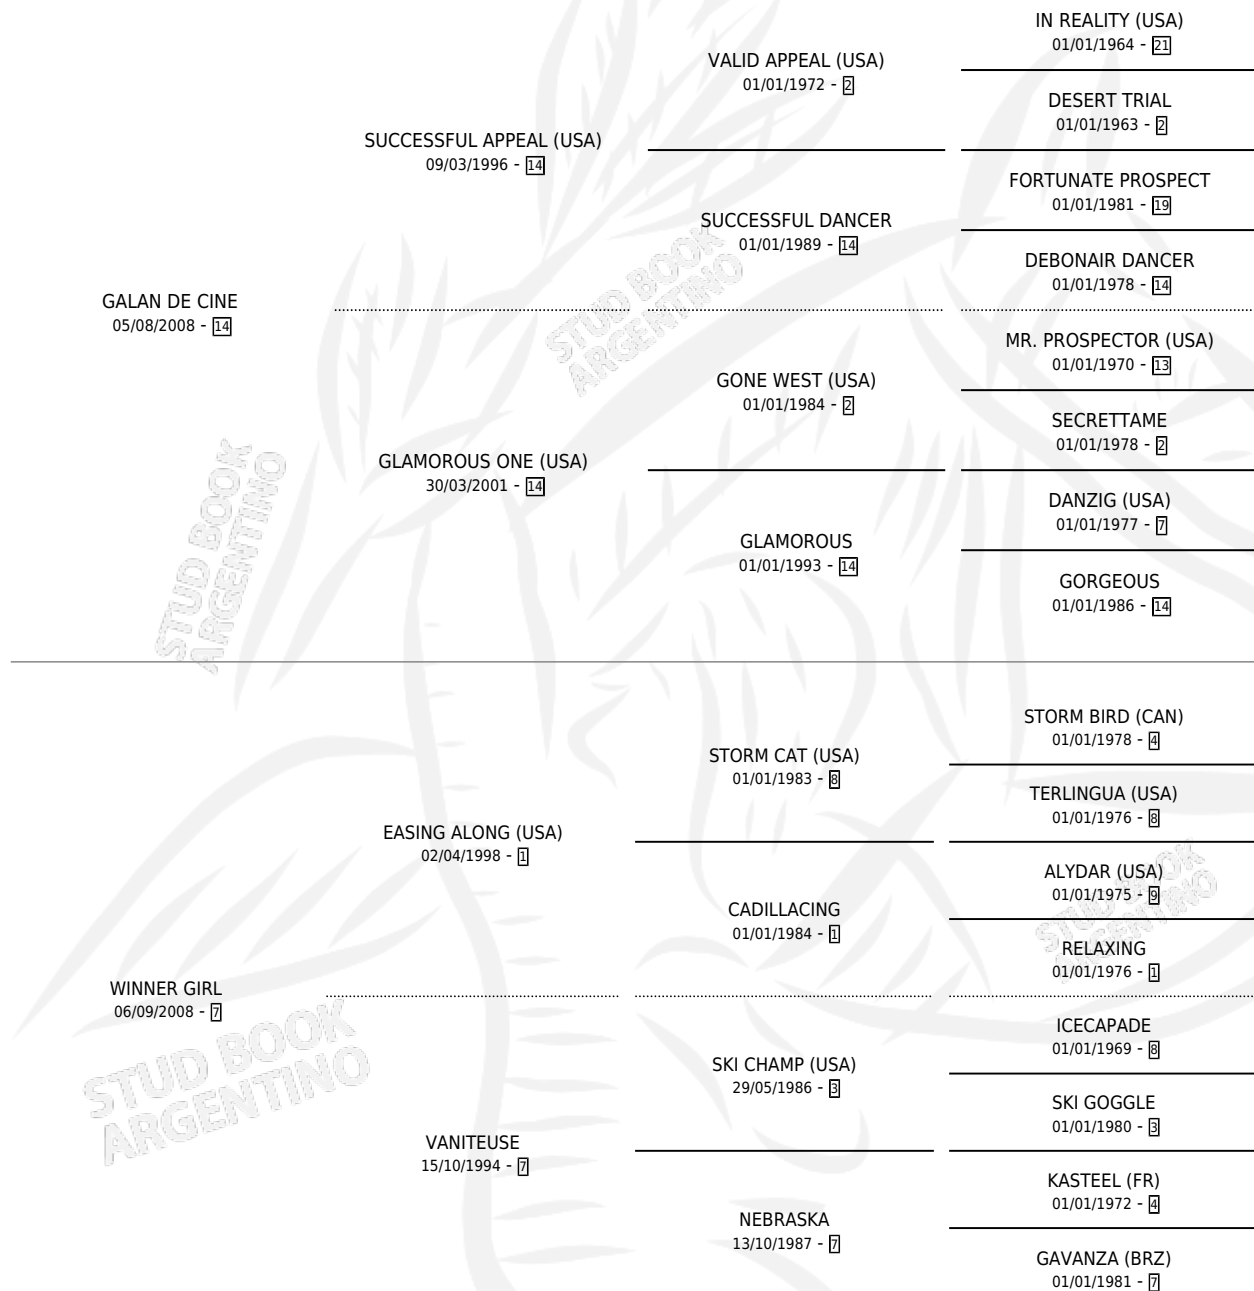 IN REALITY (USA)
01/01/1964 - 21
VALID APPEAL (USA)
01/01/1972 - 2
DESERT TRIAL
01/01/1963 - 2
SUCCESSFUL APPEAL (USA)
09/03/1996 - 14
FORTUNATE PROSPECT
01/01/1981 - 19
SUCCESSFUL DANCER
01/01/1989 - 14
DEBONAIR DANCER
01/01/1978 - 14
GALAN DE CINE
05/08/2008 - 14
MR. PROSPECTOR (USA)
01/01/1970 - 13
GONE WEST (USA)
01/01/1984 - 2
SECRETTAME
01/01/1978 - 2
GLAMOROUS ONE (USA)
30/03/2001 - 14
DANZIG (USA)
01/01/1977 - 7
GLAMOROUS
01/01/1993 - 14
GORGEOUS
01/01/1986 - 14
STORM BIRD (CAN)
01/01/1978 - 4
STORM CAT (USA)
01/01/1983 - 8
TERLINGUA (USA)
01/01/1976 - 8
EASING ALONG (USA)
02/04/1998 - 1
ALYDAR (USA)
01/01/1975 - 9
CADILLACING
01/01/1984 - 1
RELAXING
01/01/1976 - 1
WINNER GIRL
06/09/2008 - 7
ICECAPADE
01/01/1969 - 8
SKI CHAMP (USA)
29/05/1986 - 3
SKI GOGGLE
01/01/1980 - 3
VANITEUSE
15/10/1994 - 7
KASTEEL (FR)
01/01/1972 - 4
NEBRASKA
13/10/1987 - 7
GAVANZA (BRZ)
01/01/1981 - 7
STUD BOOK
ARGENTINO
STUD BOOK
ARGENTINO
STUD BOOK
ARGENTINO
STUD BOOK
ARGENTINO